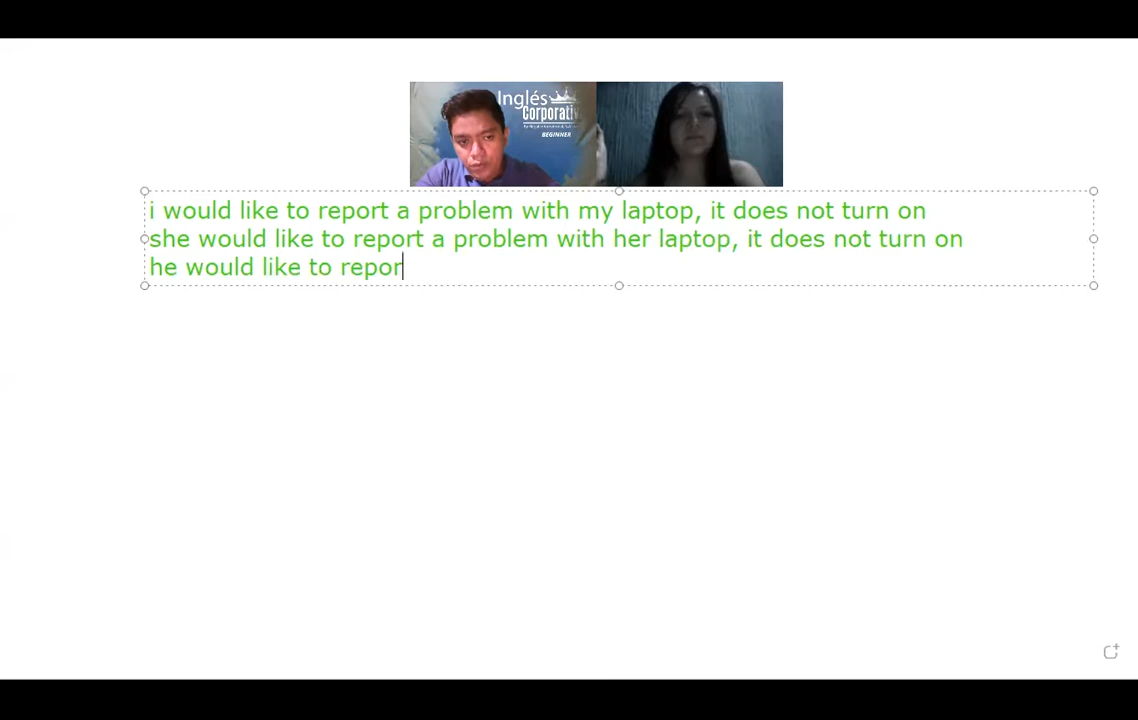 Inglés
Corporativ
BEGINNER
i would like to report a problem with my laptop, it does not turn on
she would like to report a problem with her laptop, it does not turn on
he would like to repor